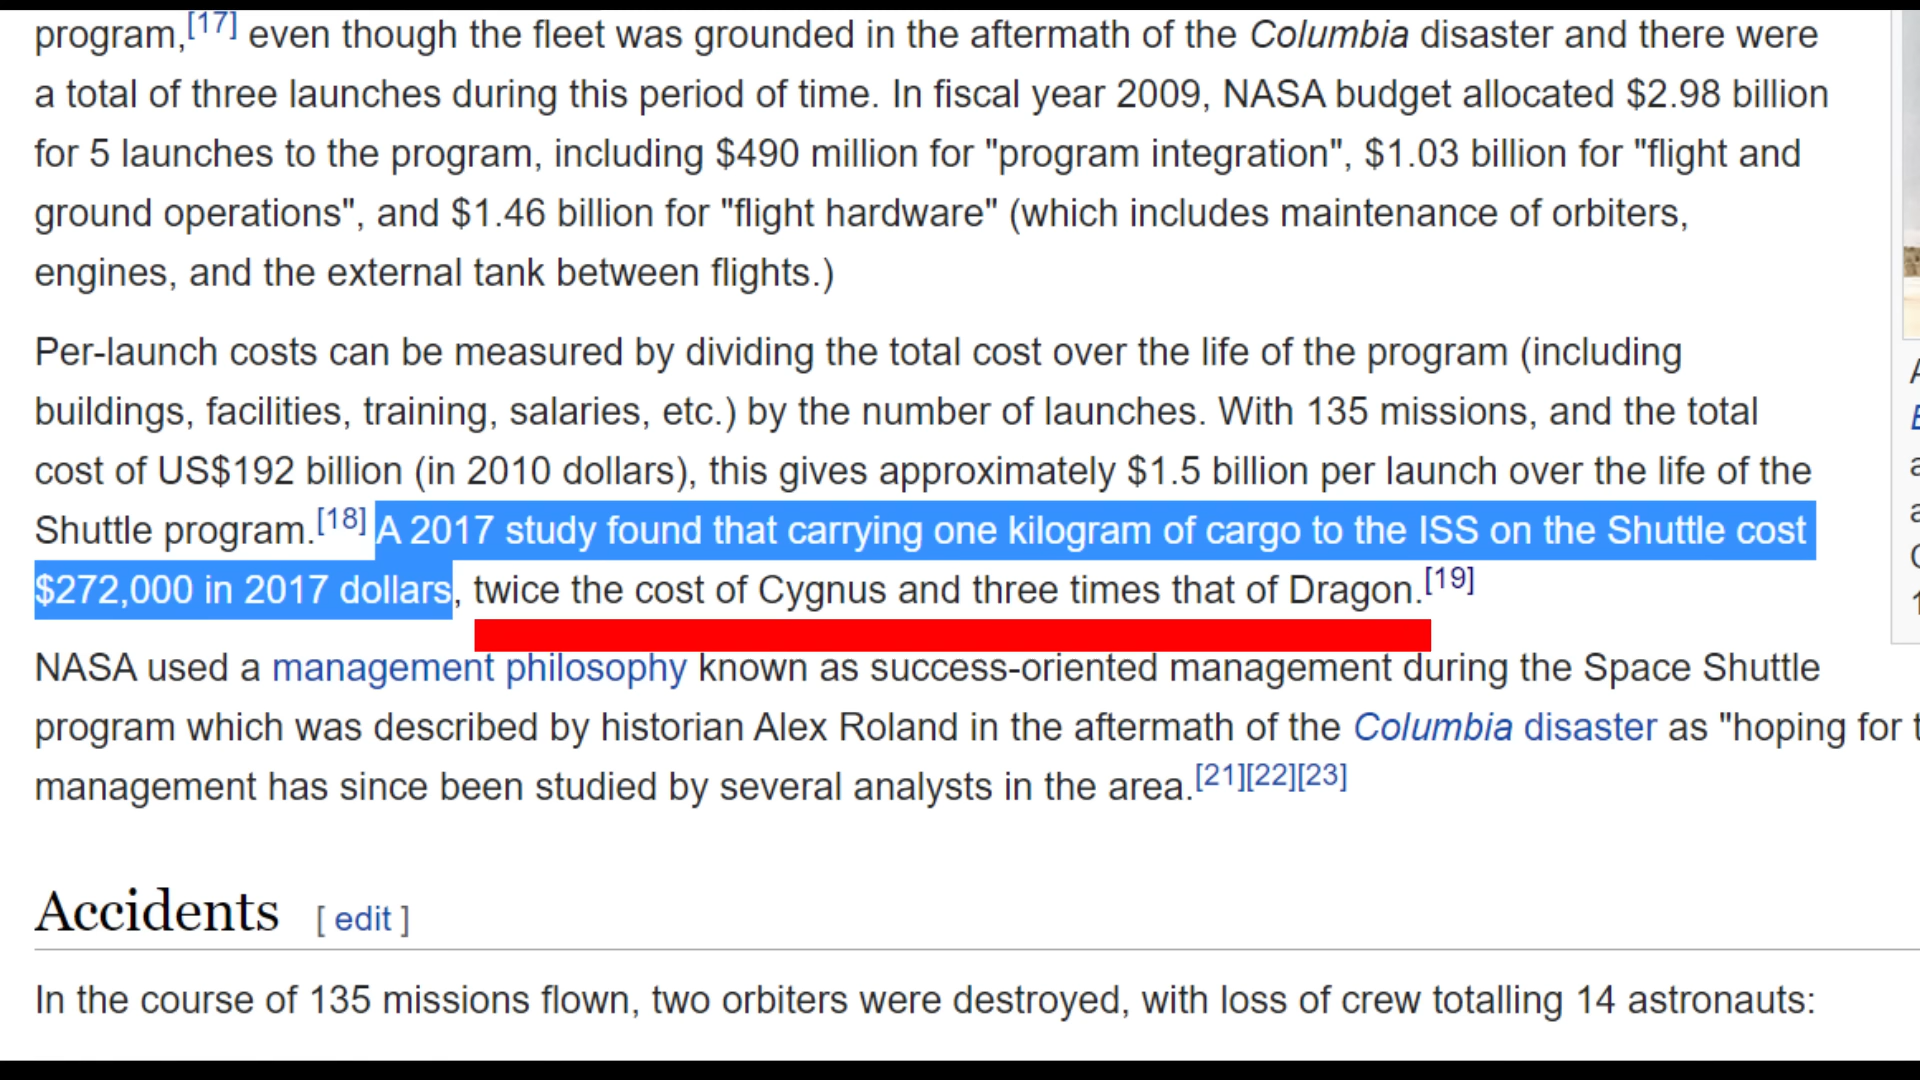 program,[17] even though the fleet was grounded in the aftermath of the Columbia disaster and there were
a total of three launches during this period of time. In fiscal year 2009, NASA budget allocated $2.98 billion
for 5 launches to the program, including $490 million for "program integration", $1.03 billion for "flight and
ground operations", and $1.46 billion for "flight hardware" (which includes maintenance of orbiters,
engines, and the external tank between flights.)
Per-launch costs can be measured by dividing the total cost over the life of the program (including
buildings, facilities, training, salaries, etc.) by the number of launches. With 135 missions, and the total
cost of US$192 billion (in 2010 dollars), this gives approximately $1.5 billion per launch over the life of the
Shuttle program.[18] A 2017 study found that carrying one kilogram of cargo to the ISS on the Shuttle cost
$272,000 in 2017 dollars, twice the cost of Cygnus and three times that of Dragon.[19]
NASA used a management philosophy known as success-oriented management during the Space Shuttle
program which was described by historian Alex Roland in the aftermath of the Columbia disaster as "hoping for
management has since been studied by several analysts in the area.[21][22][23]
Accidents [ edit ]
In the course of 135 missions flown, two orbiters were destroyed, with loss of crew totalling 14 astronauts: